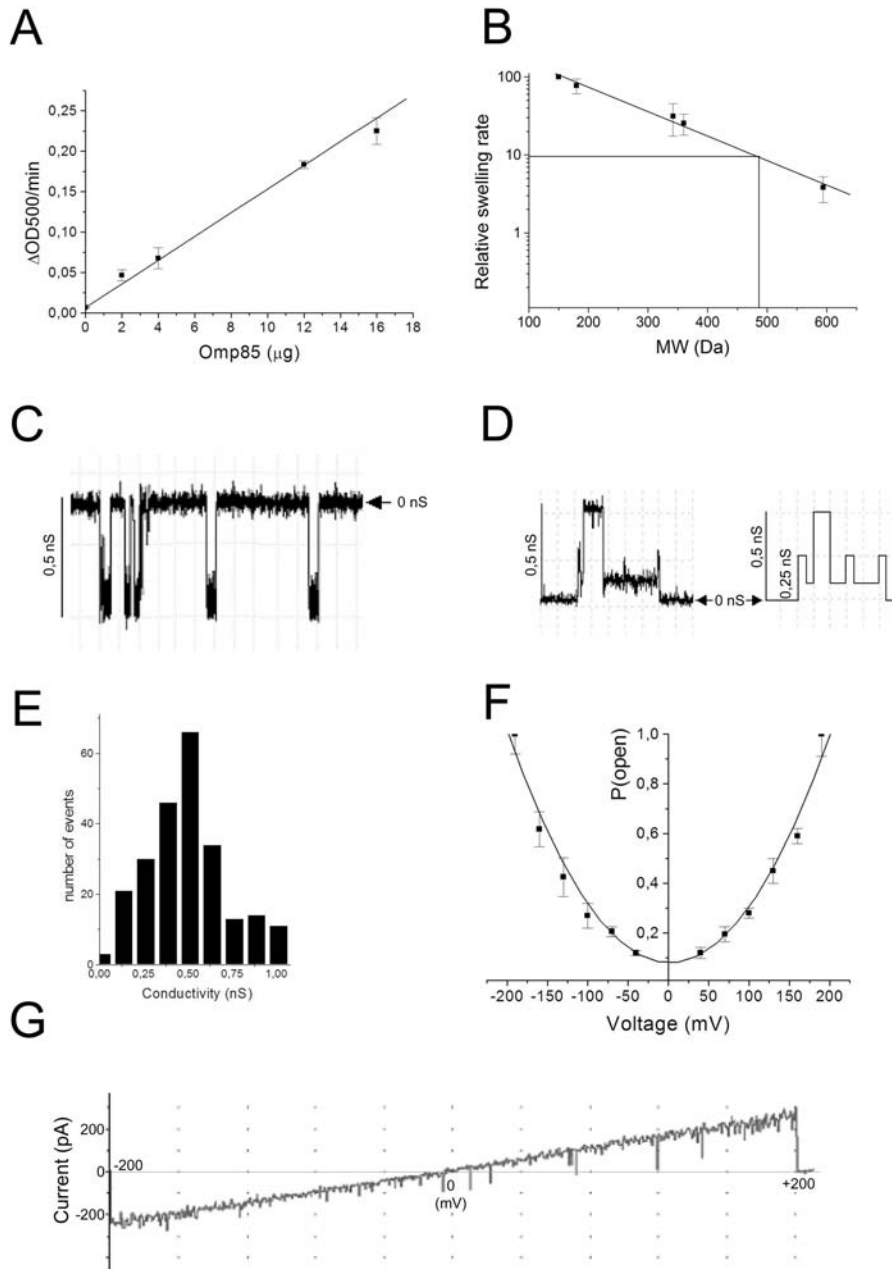 A
ΔOD500/min
0,25
0,20
0,15
0,10
0,05
0,00
0 2 4 6 8 10 12 14 16 18
Omp85 (μg)
B
Relative swelling rate
100
10
1
100 200 300 400 500 600
MW (Da)
C
0,5 nS
0 nS
D
0,5 nS
0 nS
0,5 nS
0,25 nS
E
number of events
60
40
20
0
0,00 0,25 0,50 0,75 1,00
Conductivity (nS)
F
P(open)
1,0
0,8
0,6
0,4
0,2
-200 -150 -100 -50 0 50 100 150 200
Voltage (mV)
G
Current (pA)
200
0
-200
-200
0
(mV)
+200